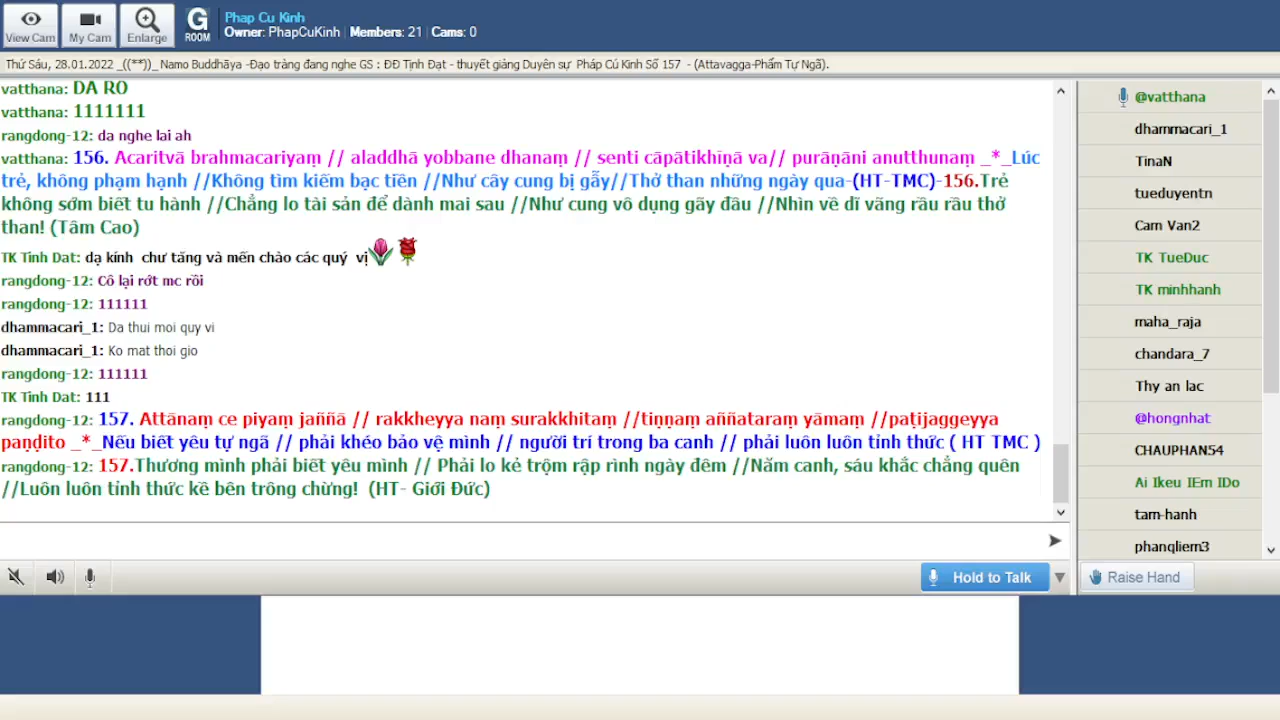 View Cam
My Cam
Enlarge
G
ROOM
Phap Cu Kinh
Owner: PhapCuKinh | Members: 21 | Cams: 0
Thứ Sáu, 28.01.2022 _((**))_ Namo Buddhāya -Đạo tràng đang nghe GS : ĐĐ Tịnh Đạt - thuyết giảng Duyên sự Pháp Cú Kinh Số 157 - (Attavagga-Phẩm Tự Ngã).
vatthana: DA RO
vatthana: 1111111
rangdong-12: da nghe lai ah
vatthana: 156. Acaritvā brahmacariyaṃ // aladdhā yobbane dhanaṃ // senti cāpātikhīṇā va// purāṇāni anutthunaṃ _*_Lúc
trẻ, không phạm hạnh //Không tìm kiếm bạc tiền //Như cây cung bị gẫy//Thở than những ngày qua-(HT-TMC)-156.Trẻ
không sớm biết tu hành //Chẳng lo tài sản để dành mai sau //Như cung vô dụng gãy đầu //Nhìn về dĩ vãng rầu rầu thở
than! (Tâm Cao)
TK Tinh Dat: dạ kính chư tăng và mến chào các quý vị
rangdong-12: Cô lại rớt mc rồi
rangdong-12: 111111
dhammacari_1: Da thui moi quy vi
dhammacari_1: Ko mat thoi gio
rangdong-12: 111111
TK Tinh Dat: 111
rangdong-12: 157. Attānaṃ ce piyaṃ jaññā // rakkheyya naṃ surakkhitaṃ //tiṇṇaṃ aññataraṃ yāmaṃ //paṭijaggeyya
paṇḍito _*_Nếu biết yêu tự ngã // phải khéo bảo vệ mình // người trí trong ba canh // phải luôn luôn tỉnh thức ( HT TMC )
rangdong-12: 157.Thương mình phải biết yêu mình // Phải lo kẻ trộm rập rình ngày đêm //Năm canh, sáu khắc chẳng quên
//Luôn luôn tỉnh thức kề bên trông chừng! (HT- Giới Đức)
@vatthana
dhammacari_1
TinaN
tueduyentn
Cam Van2
TK TueDuc
TK minhhanh
maha_raja
chandara_7
Thy an lac
@hongnhat
CHAUPHAN54
Ai lkeu IEm IDo
tam-hanh
phanqliem3
Hold to Talk
Raise Hand